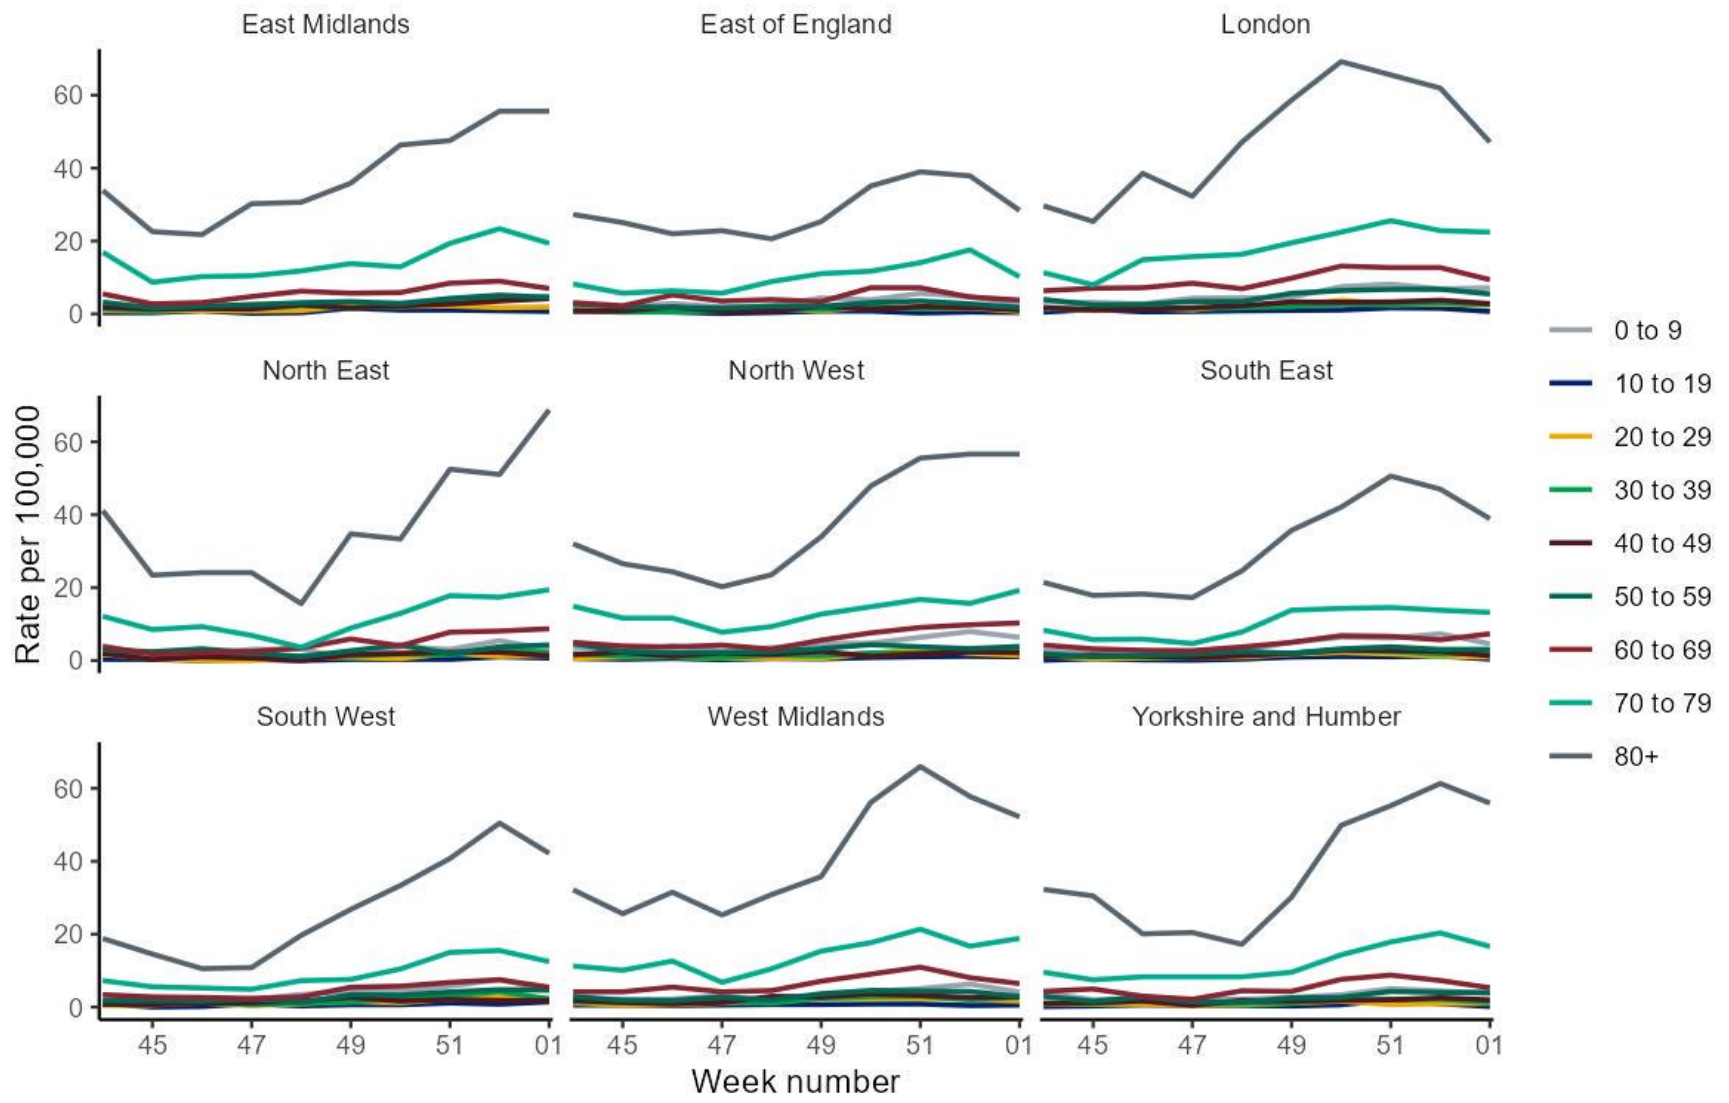 East Midlands
East of England
London
60
40
20
0
North East
North West
South East
60
40
20
0
South West
West Midlands
Yorkshire and Humber
60
40
20
0
45 47 49 51 01
45 47 49 51 01
45 47 49 51 01
Week number
Rate per 100,000
0 to 9
10 to 19
20 to 29
30 to 39
40 to 49
50 to 59
60 to 69
70 to 79
80+